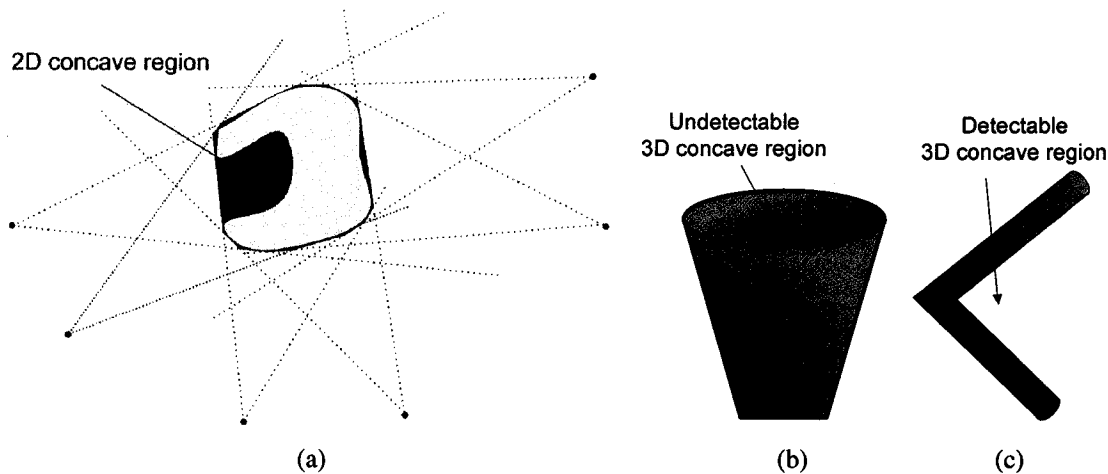 2D concave region
Undetectable
3D concave region
Detectable
3D concave region
(a)
(b)
(c)